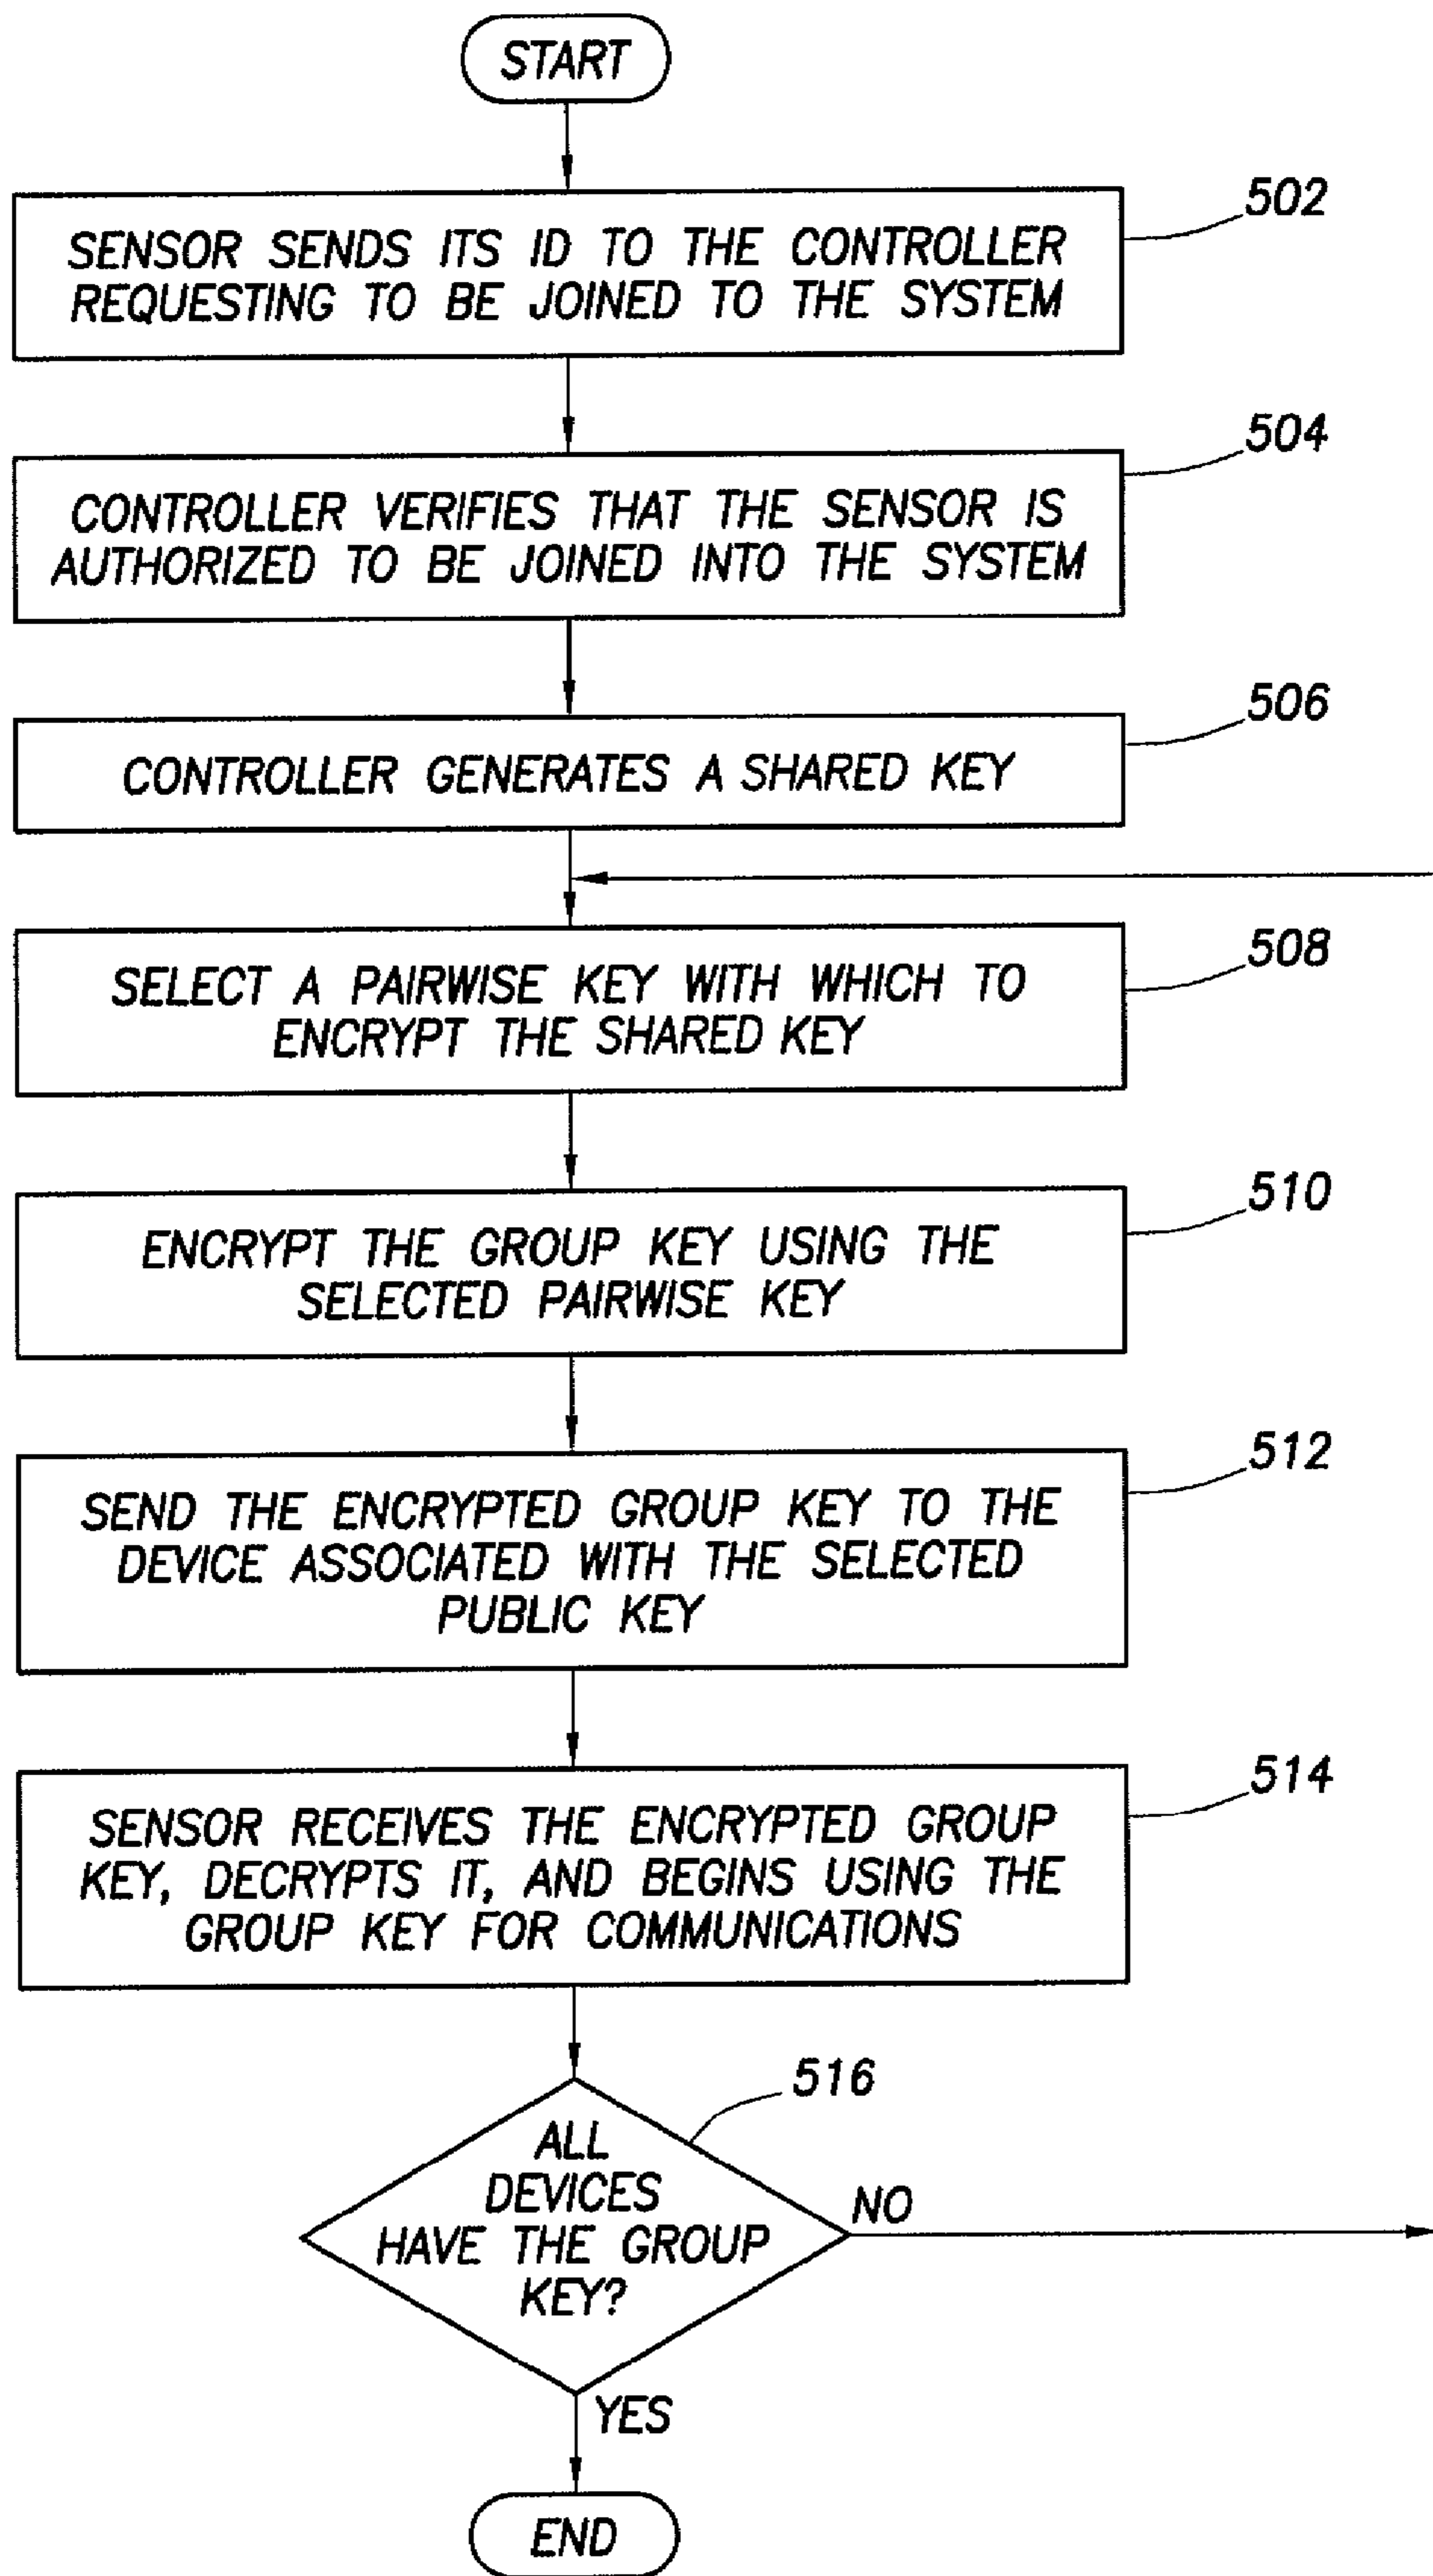 START
502
SENSOR SENDS ITS ID TO THE CONTROLLER
REQUESTING TO BE JOINED TO THE SYSTEM
504
CONTROLLER VERIFIES THAT THE SENSOR IS
AUTHORIZED TO BE JOINED INTO THE SYSTEM
506
CONTROLLER GENERATES A SHARED KEY
508
SELECT A PAIRWISE KEY WITH WHICH TO
ENCRYPT THE SHARED KEY
510
ENCRYPT THE GROUP KEY USING THE
SELECTED PAIRWISE KEY
512
SEND THE ENCRYPTED GROUP KEY TO THE
DEVICE ASSOCIATED WITH THE SELECTED
PUBLIC KEY
514
SENSOR RECEIVES THE ENCRYPTED GROUP
KEY, DECRYPTS IT, AND BEGINS USING THE
GROUP KEY FOR COMMUNICATIONS
516
ALL
DEVICES
HAVE THE GROUP
KEY?
NO
YES
END